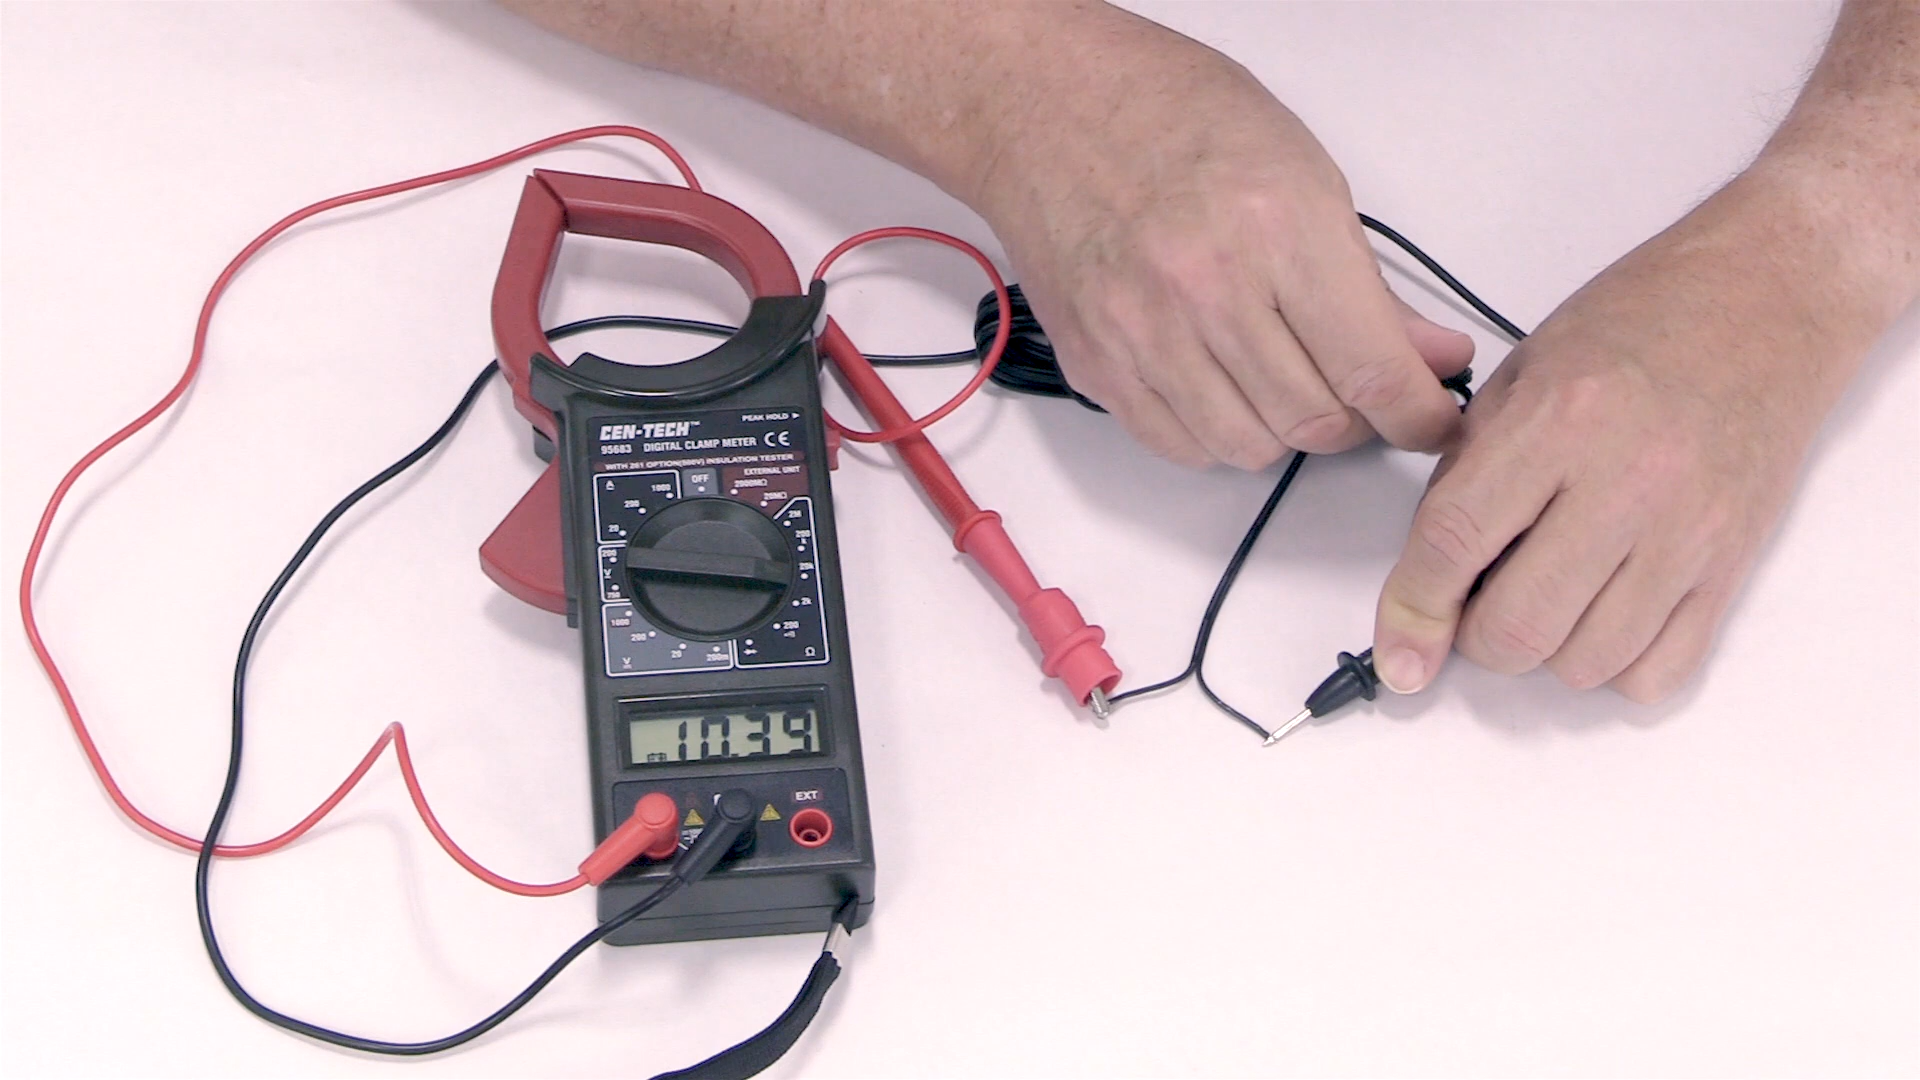 PEAK HOLD ►
CEN-TECH™
95683 DIGITAL CLAMP METER CE
WITH 261 OPTION(500V) INSULATION TESTER
EXTERNAL UNIT
OFF
2000MΩ
20MΩ
A
1000
200
20
200
V
750
1000
200
20
200m
V
2M
200
k
20k
2k
200
Ω
10.39
EXT